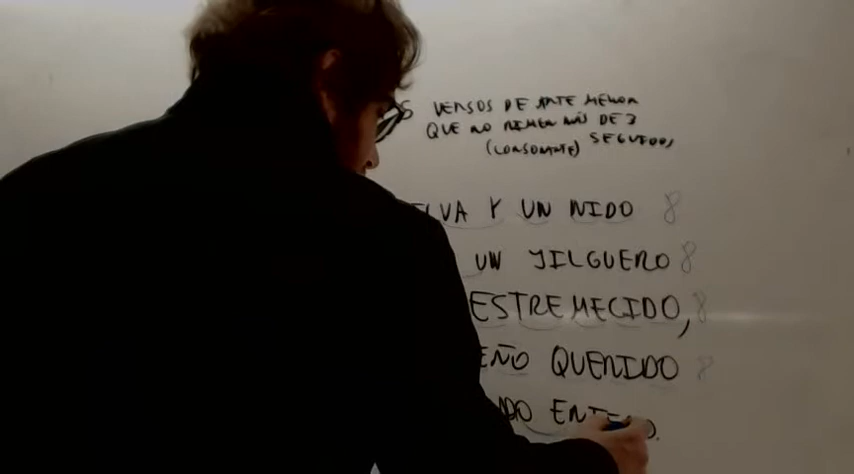 VERSOS DE ARTE MENOR
QUE NO RIMEN MÁS DE 2
(CONSONANTE) SEGUIDOS
LVA Y UN NIDO 8
UN JILGUERO 8
ESTREMECIDO, 8
EÑO QUERIDO 8